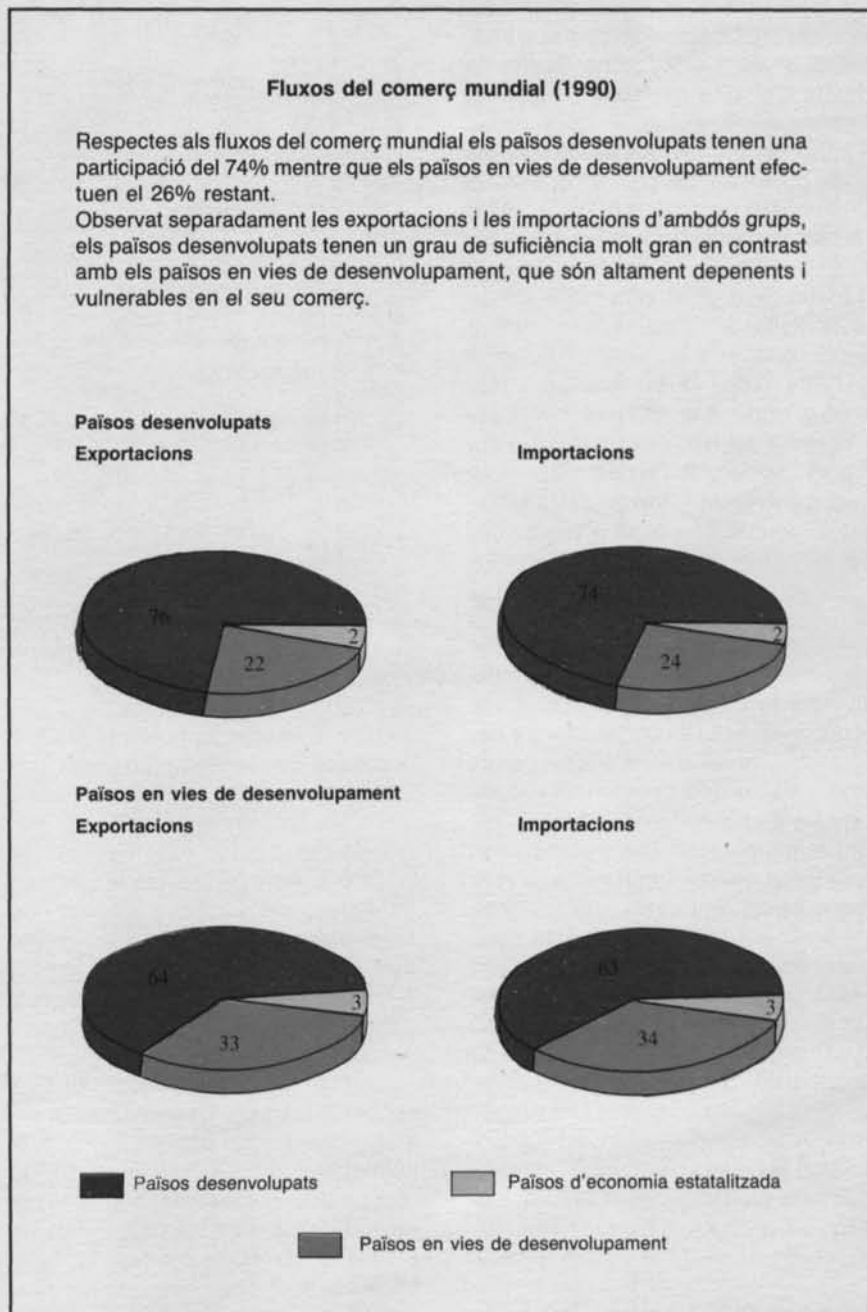 Fluxos del comerç mundial (1990)
Respectes als fluxos del comerç mundial els països desenvolupats tenen una
participació del 74% mentre que els països en vies de desenvolupament efec-
tuen el 26% restant.
Observat separadament les exportacions i les importacions d'ambdós grups,
els països desenvolupats tenen un grau de suficiència molt gran en contrast
amb els països en vies de desenvolupament, que són altament depenents i
vulnerables en el seu comerç.
Països desenvolupats
Exportacions
Importacions
76
2
22
74
2
24
Països en vies de desenvolupament
Exportacions
Importacions
64
3
33
63
3
34
Països desenvolupats
Països d'economia estatalitzada
Països en vies de desenvolupament